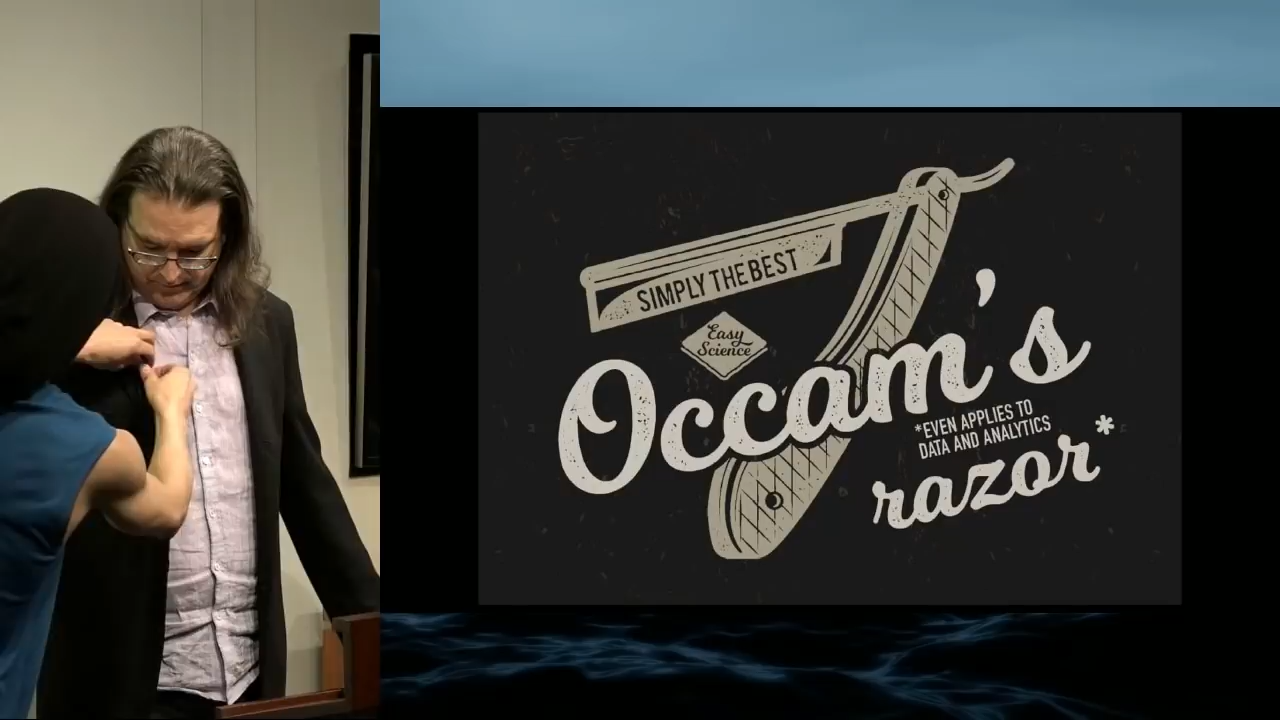 SIMPLY THE BEST
Easy
Science
Occam's
*EVEN APPLIES TO
DATA AND ANALYTICS
razor*